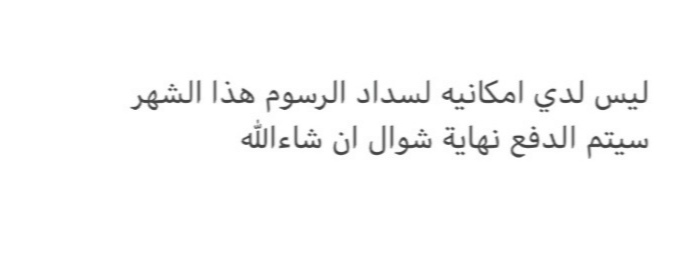 ليس لدي امكانيه لسداد الرسوم هذا الشهر
سيتم الدفع نهاية شوال ان شاءالله